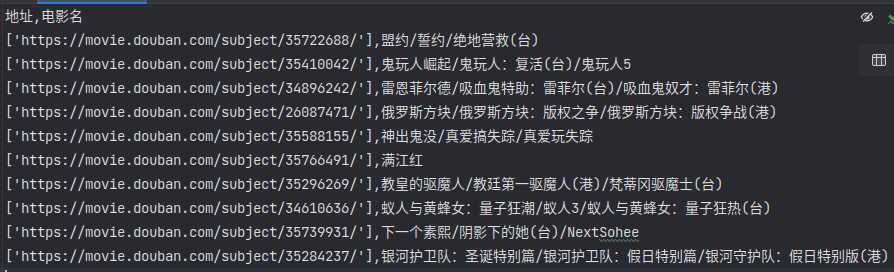 地址,电影名
['https://movie.douban.com/subject/35722688/'],盟约/誓约/绝地营救(台)
['https://movie.douban.com/subject/35410042/'],鬼玩人崛起/鬼玩人：复活(台)/鬼玩人5
['https://movie.douban.com/subject/34896242/'],雷恩菲尔德/吸血鬼特助：雷菲尔(台)/吸血鬼奴才：雷菲尔(港)
['https://movie.douban.com/subject/26087471/'],俄罗斯方块/俄罗斯方块：版权之争/俄罗斯方块：版权争战(港)
['https://movie.douban.com/subject/35588155/'],神出鬼没/真爱搞失踪/真爱玩失踪
['https://movie.douban.com/subject/35766491/'],满江红
['https://movie.douban.com/subject/35296269/'],教皇的驱魔人/教廷第一驱魔人(港)/梵蒂冈驱魔士(台)
['https://movie.douban.com/subject/34610636/'],蚁人与黄蜂女：量子狂潮/蚁人3/蚁人与黄蜂女：量子狂热(台)
['https://movie.douban.com/subject/35739931/'],下一个素熙/阴影下的她(台)/NextSohee
['https://movie.douban.com/subject/35284237/'],银河护卫队：圣诞特别篇/银河护卫队：假日特别篇/银河守护队：假日特别版(港)